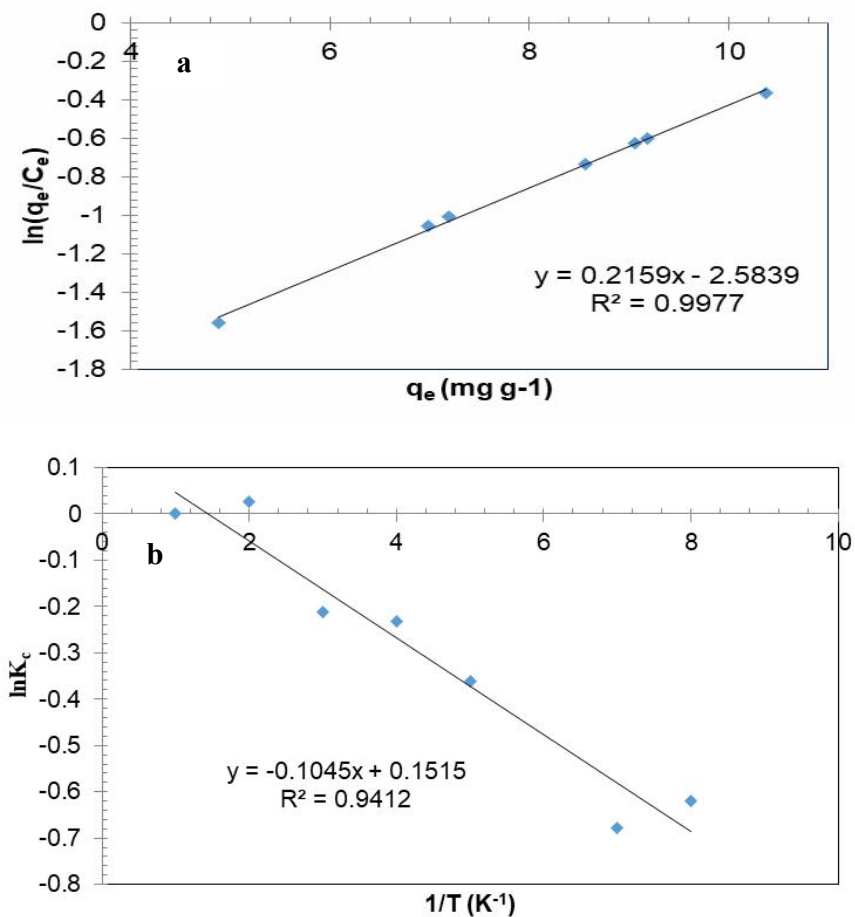 0
4 6 8 10
-0.2
a
-0.4
-0.6
-0.8
-1
-1.2
-1.4
-1.6
-1.8
ln(qₑ/Cₑ)
y = 0.2159x - 2.5839
R² = 0.9977
qₑ (mg g-1)
0.1
0
0 2 4 6 8 10
b
-0.1
-0.2
-0.3
-0.4
-0.5
-0.6
-0.7
-0.8
lnK_c
y = -0.1045x + 0.1515
R² = 0.9412
1/T (K⁻¹)